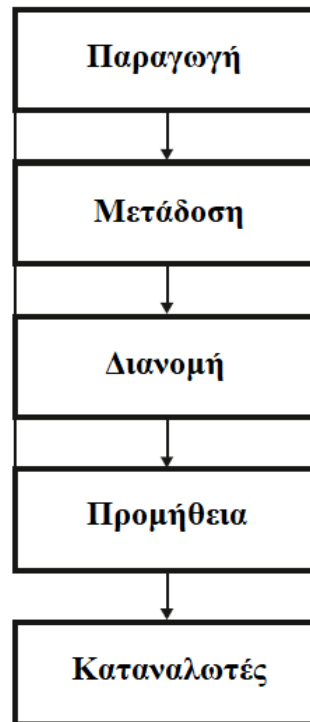 Παραγωγή
Μετάδοση
Διανομή
Προμήθεια
Καταναλωτές